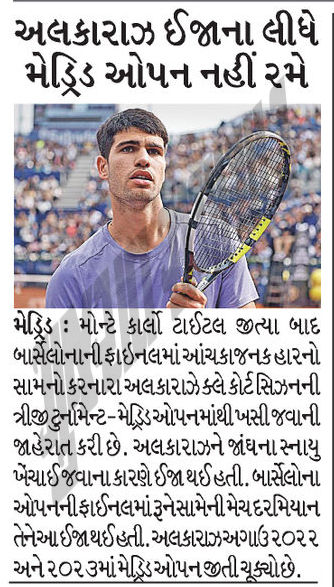 અલકારાઝ ઈજાના લીધે
મેડ્રિડ ઓપન નહીં રમે
મેડ્રિડ : મોન્ટે કાર્લો ટાઈટલ જીત્યા બાદ
બાર્સેલોનાની ફાઈનલમાં આંચકાજનક હારનો
સામનો કરનારા અલકારાઝે ક્લે કોર્ટ સિઝનની
ત્રીજી ટુર્નામેન્ટ-મેડ્રિડ ઓપનમાંથી ખસી જવાની
જાહેરાત કરી છે. અલકારાઝને જાંઘના સ્નાયુ
ખેંચાઈ જવાના કારણે ઈજા થઈ હતી. બાર્સેલોના
ઓપનની ફાઈનલમાં રૂને સામેની મેચ દરમિયાન
તેને આ ઈજા થઈ હતી. અલકારાઝ અગાઉ ૨૦૨૨
અને ૨૦૨૩માં મેડ્રિડ ઓપન જીતી ચૂક્યો છે.